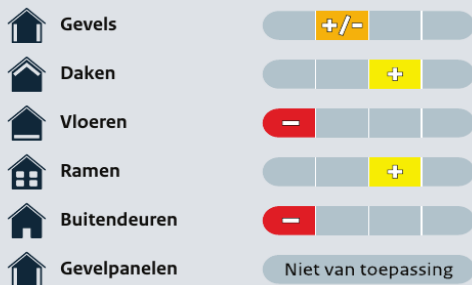 Gevels +/-
Daken +
Vloeren -
Ramen +
Buitendeuren -
Gevelpanelen Niet van toepassing